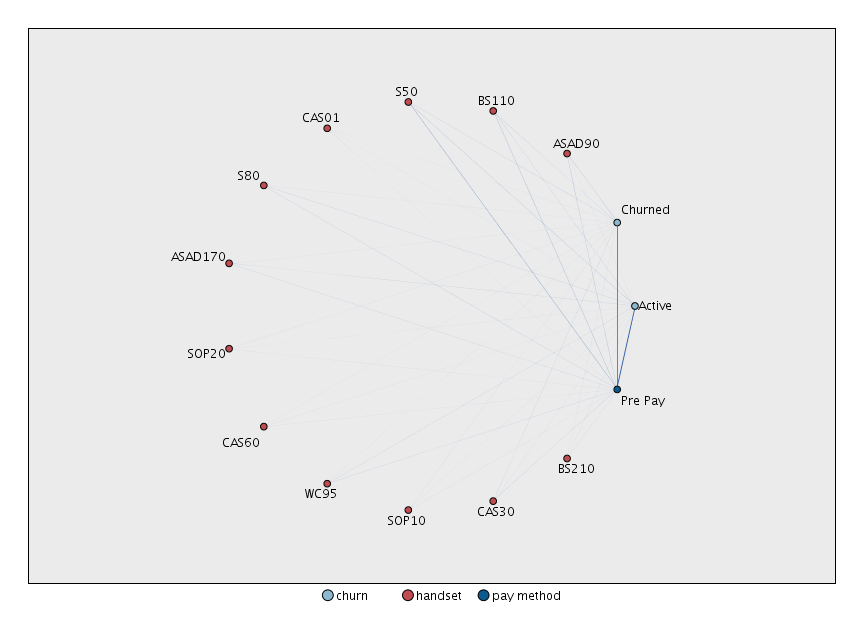 S50
BS110
CAS01
ASAD90
S80
Churned
ASAD170
Active
SOP20
Pre Pay
CAS60
BS210
WC95
CAS30
SOP10
churn handset pay method